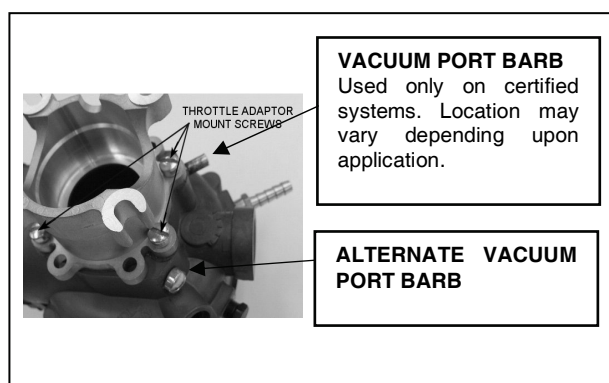 VACUUM PORT BARB
Used only on certified
systems. Location may
vary depending upon
application.
THROTTLE ADAPTOR
MOUNT SCREWS
ALTERNATE VACUUM
PORT BARB